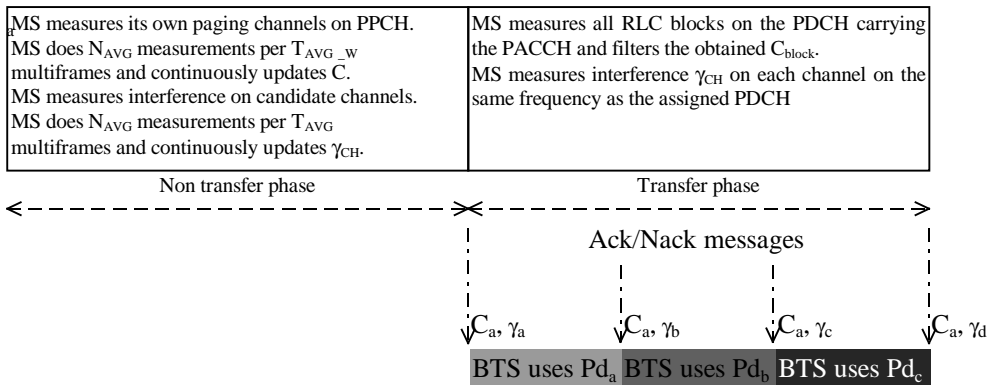 MS measures its own paging channels on PPCH.
a
MS does N_AVG measurements per T_AVG _W
multiframes and continuously updates C.
MS measures interference on candidate channels.
MS does N_AVG measurements per T_AVG
multiframes and continuously updates γ_CH.
MS measures all RLC blocks on the PDCH carrying
the PACCH and filters the obtained C_block.
MS measures interference γ_CH on each channel on the
same frequency as the assigned PDCH
Non transfer phase
Transfer phase
Ack/Nack messages
C_a, γ_a
C_a, γ_b
C_a, γ_c
C_a, γ_d
BTS uses Pd_a
BTS uses Pd_b
BTS uses Pd_c